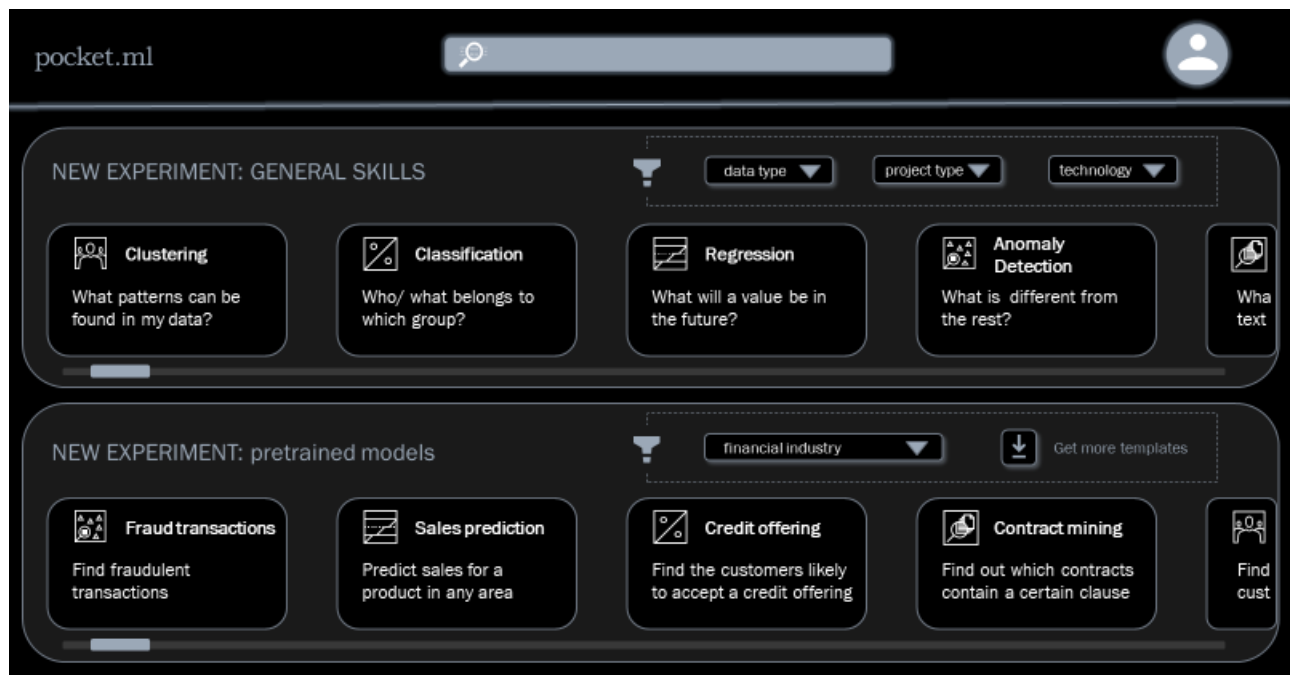 pocket.ml
NEW EXPERIMENT: GENERAL SKILLS
data type
project type
technology
Clustering
What patterns can be
found in my data?
Classification
Who/ what belongs to
which group?
Regression
What will a value be in
the future?
Anomaly
Detection
What is different from
the rest?
Wha
text
NEW EXPERIMENT: pretrained models
financial industry
Get more templates
Fraud transactions
Find fraudulent
transactions
Sales prediction
Predict sales for a
product in any area
Credit offering
Find the customers likely
to accept a credit offering
Contract mining
Find out which contracts
contain a certain clause
Find
cust